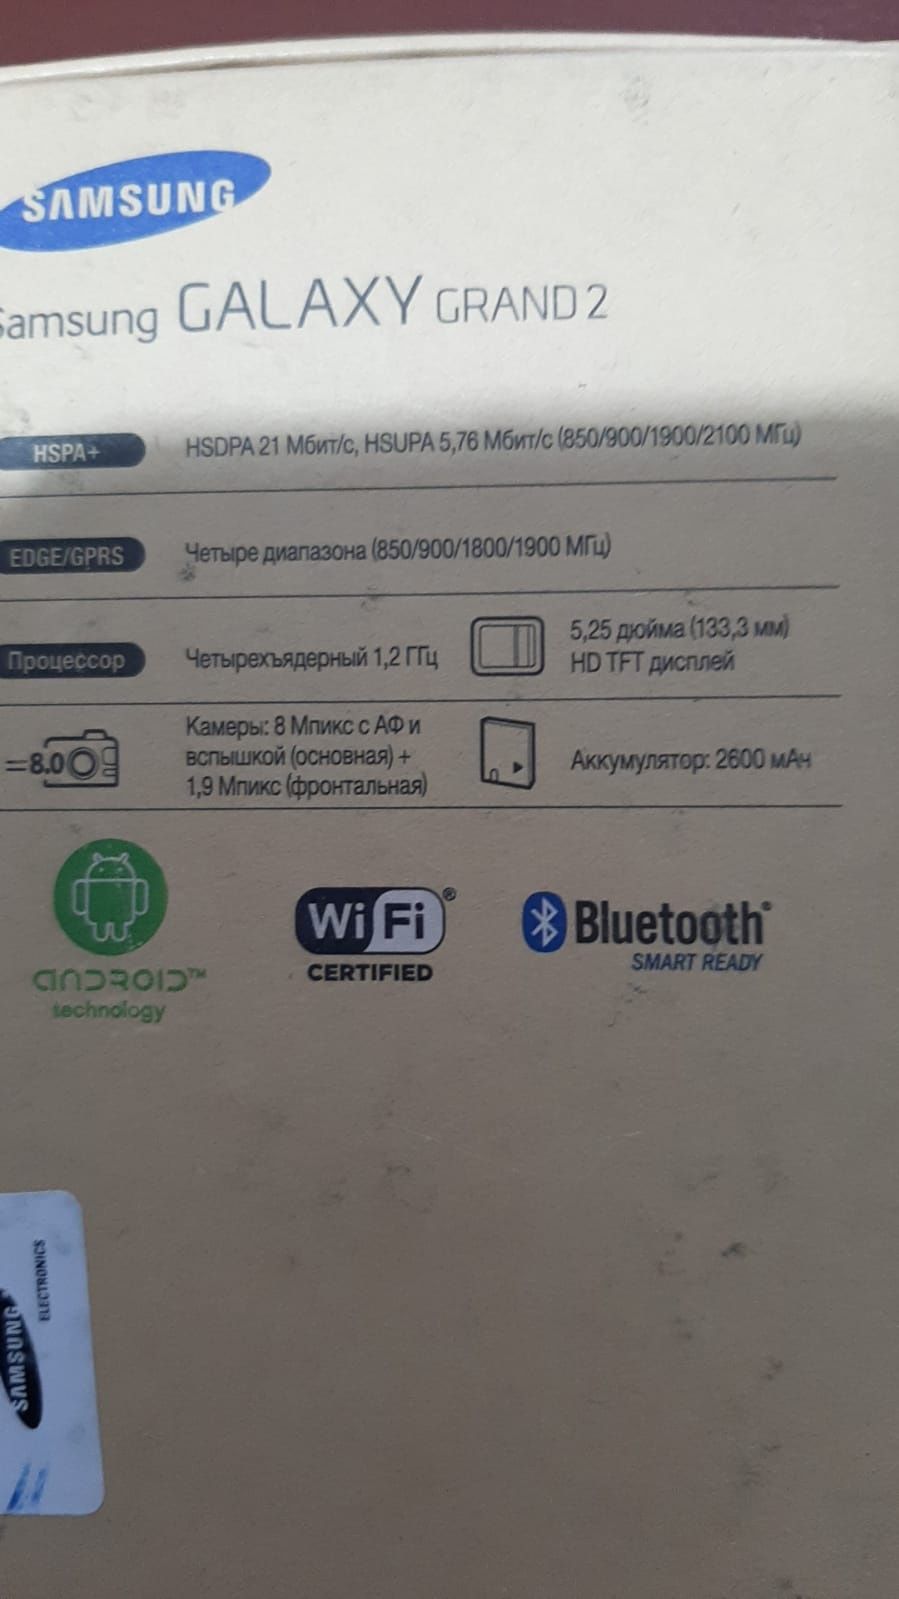 SAMSUNG
Samsung GALAXY GRAND 2
HSPA+
HSDPA 21 Мбит/с, HSUPA 5,76 Мбит/с (850/900/1900/2100 МГц)
EDGE/GPRS
Четыре диапазона (850/900/1800/1900 МГц)
Процессор
Четырехъядерный 1,2 ГГц
5,25 дюйма (133,3 мм)
HD TFT дисплей
=8.0
Камеры: 8 Мпикс с АФ и
вспышкой (основная) +
1,9 Мпикс (фронтальная)
Аккумулятор: 2600 мАч
ANDROID™
technology
Wi Fi®
CERTIFIED
Bluetooth®
SMART READY
SAMSUNG
ELECTRONICS